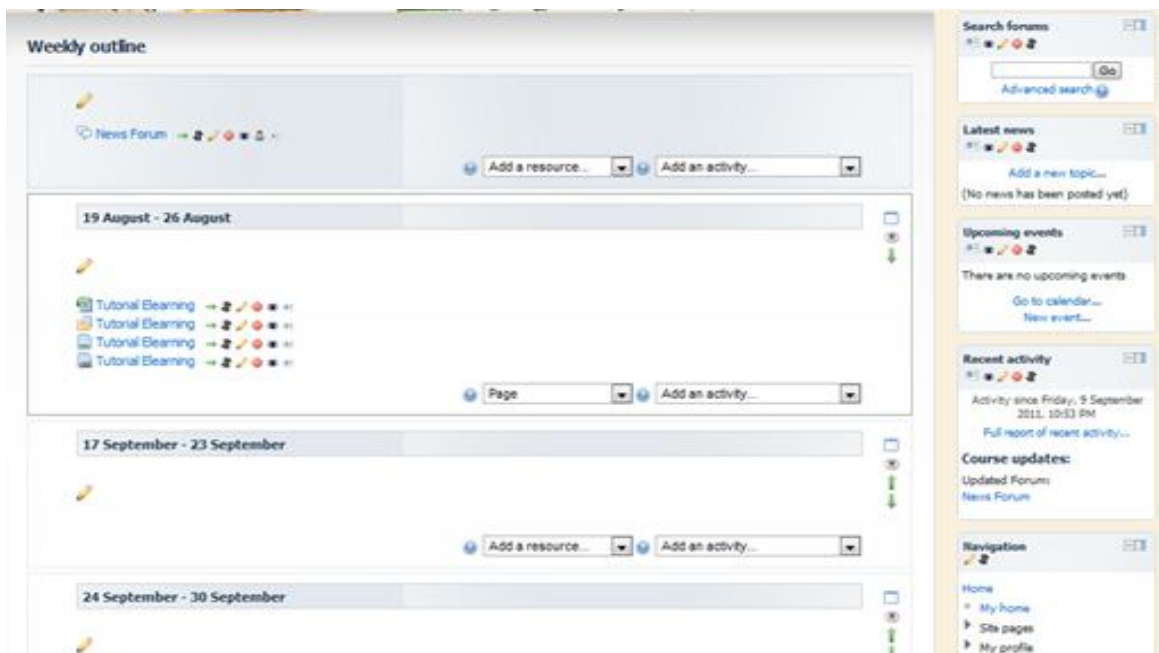 Weekly outline
News Forum
Add a resource...
Add an activity...
19 August - 26 August
Tutorial Elearning
Tutorial Elearning
Tutorial Elearning
Tutorial Elearning
Page
Add an activity...
17 September - 23 September
Add a resource...
Add an activity...
24 September - 30 September
Search forums
Go
Advanced search
Latest news
Add a new topic...
(No news has been posted yet)
Upcoming events
There are no upcoming events
Go to calendar...
New event...
Recent activity
Activity since Friday, 9 September
2011, 10:53 PM
Full report of recent activity...
Course updates:
Updated Forum:
News Forum
Navigation
Home
My home
Site pages
My profile